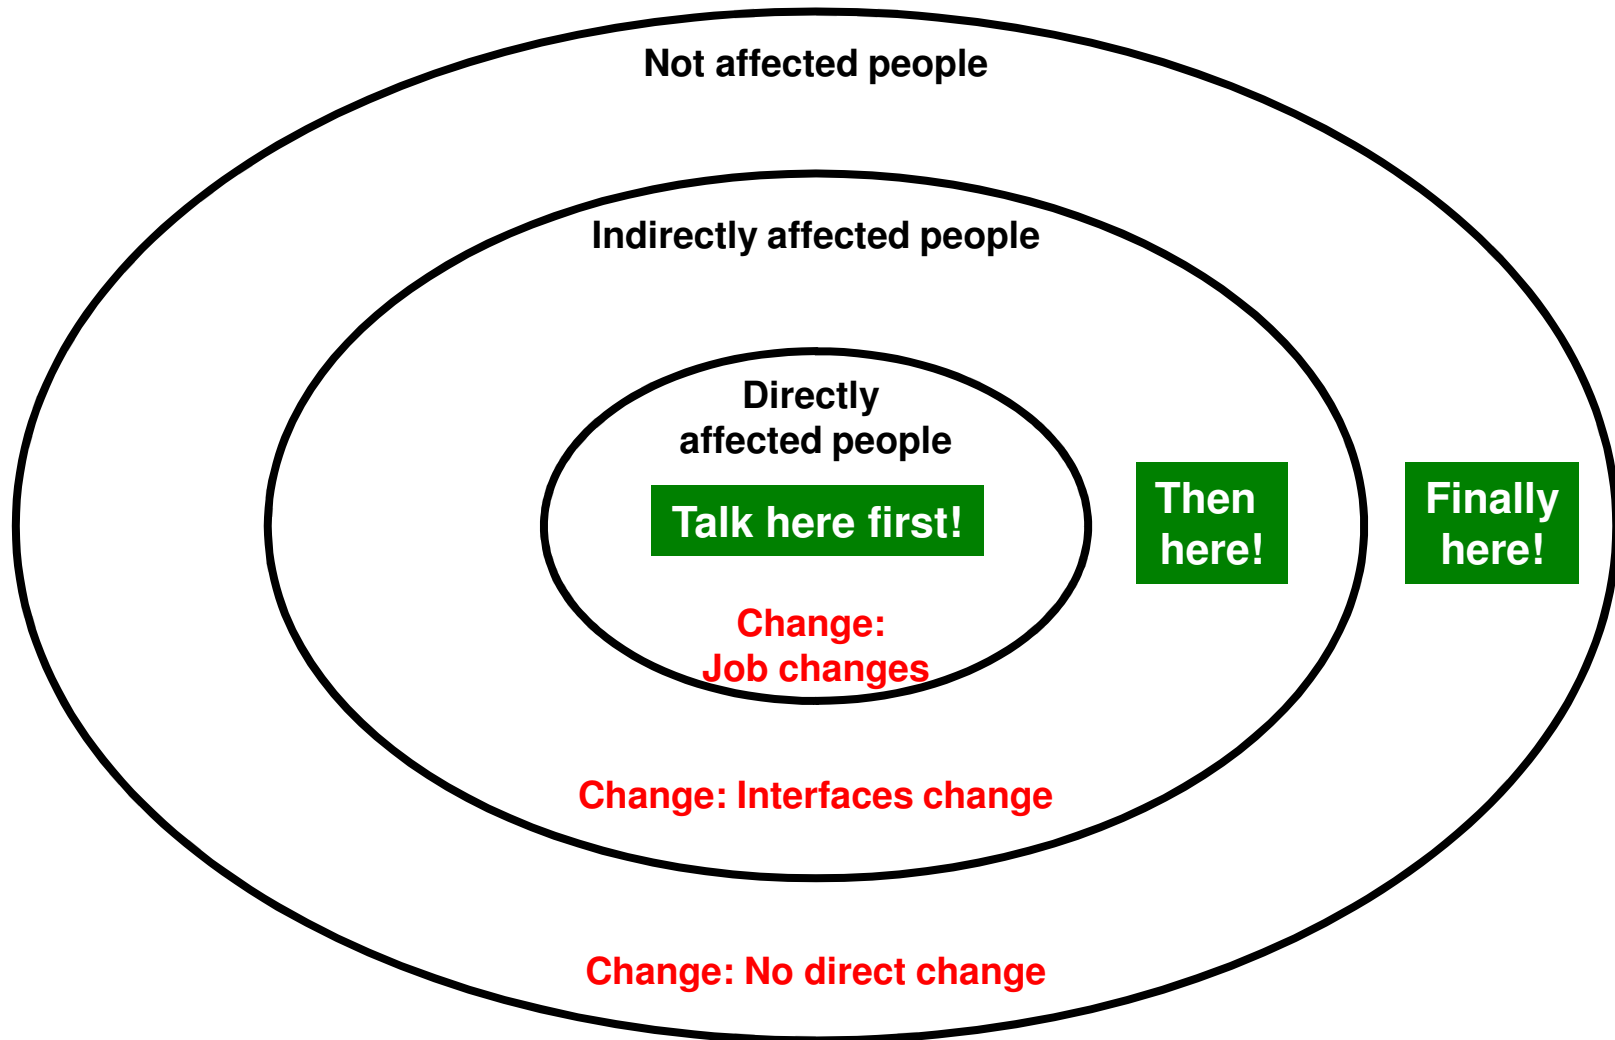 Not affected people
Indirectly affected people
Directly
affected people
Talk here first!
Then
here!
Finally
here!
Change:
Job changes
Change: Interfaces change
Change: No direct change